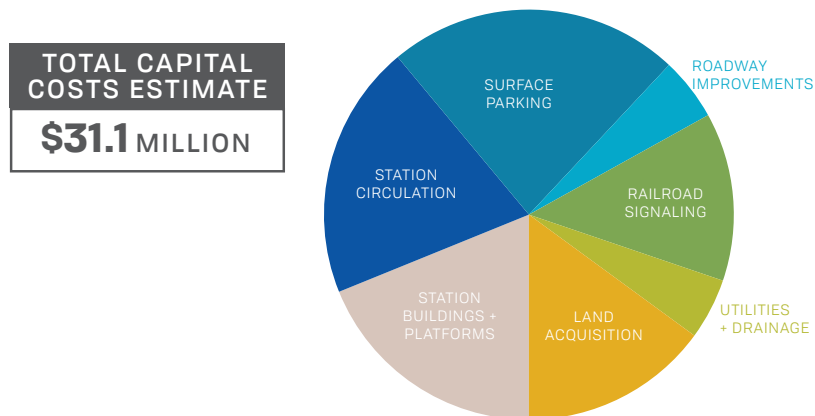 TOTAL CAPITAL
COSTS ESTIMATE
$31.1 MILLION
SURFACE
PARKING
ROADWAY
IMPROVEMENTS
STATION
CIRCULATION
RAILROAD
SIGNALING
STATION
BUILDINGS +
PLATFORMS
LAND
ACQUISITION
UTILITIES
+ DRAINAGE